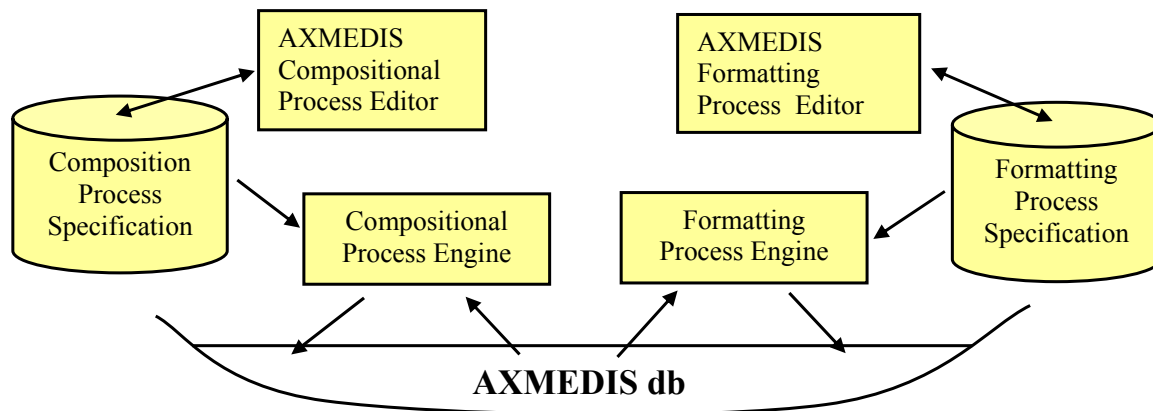 AXMEDIS
Compositional
Process Editor
AXMEDIS
Formatting
Process Editor
Composition
Process
Specification
Compositional
Process Engine
Formatting
Process Engine
Formatting
Process
Specification
AXMEDIS db